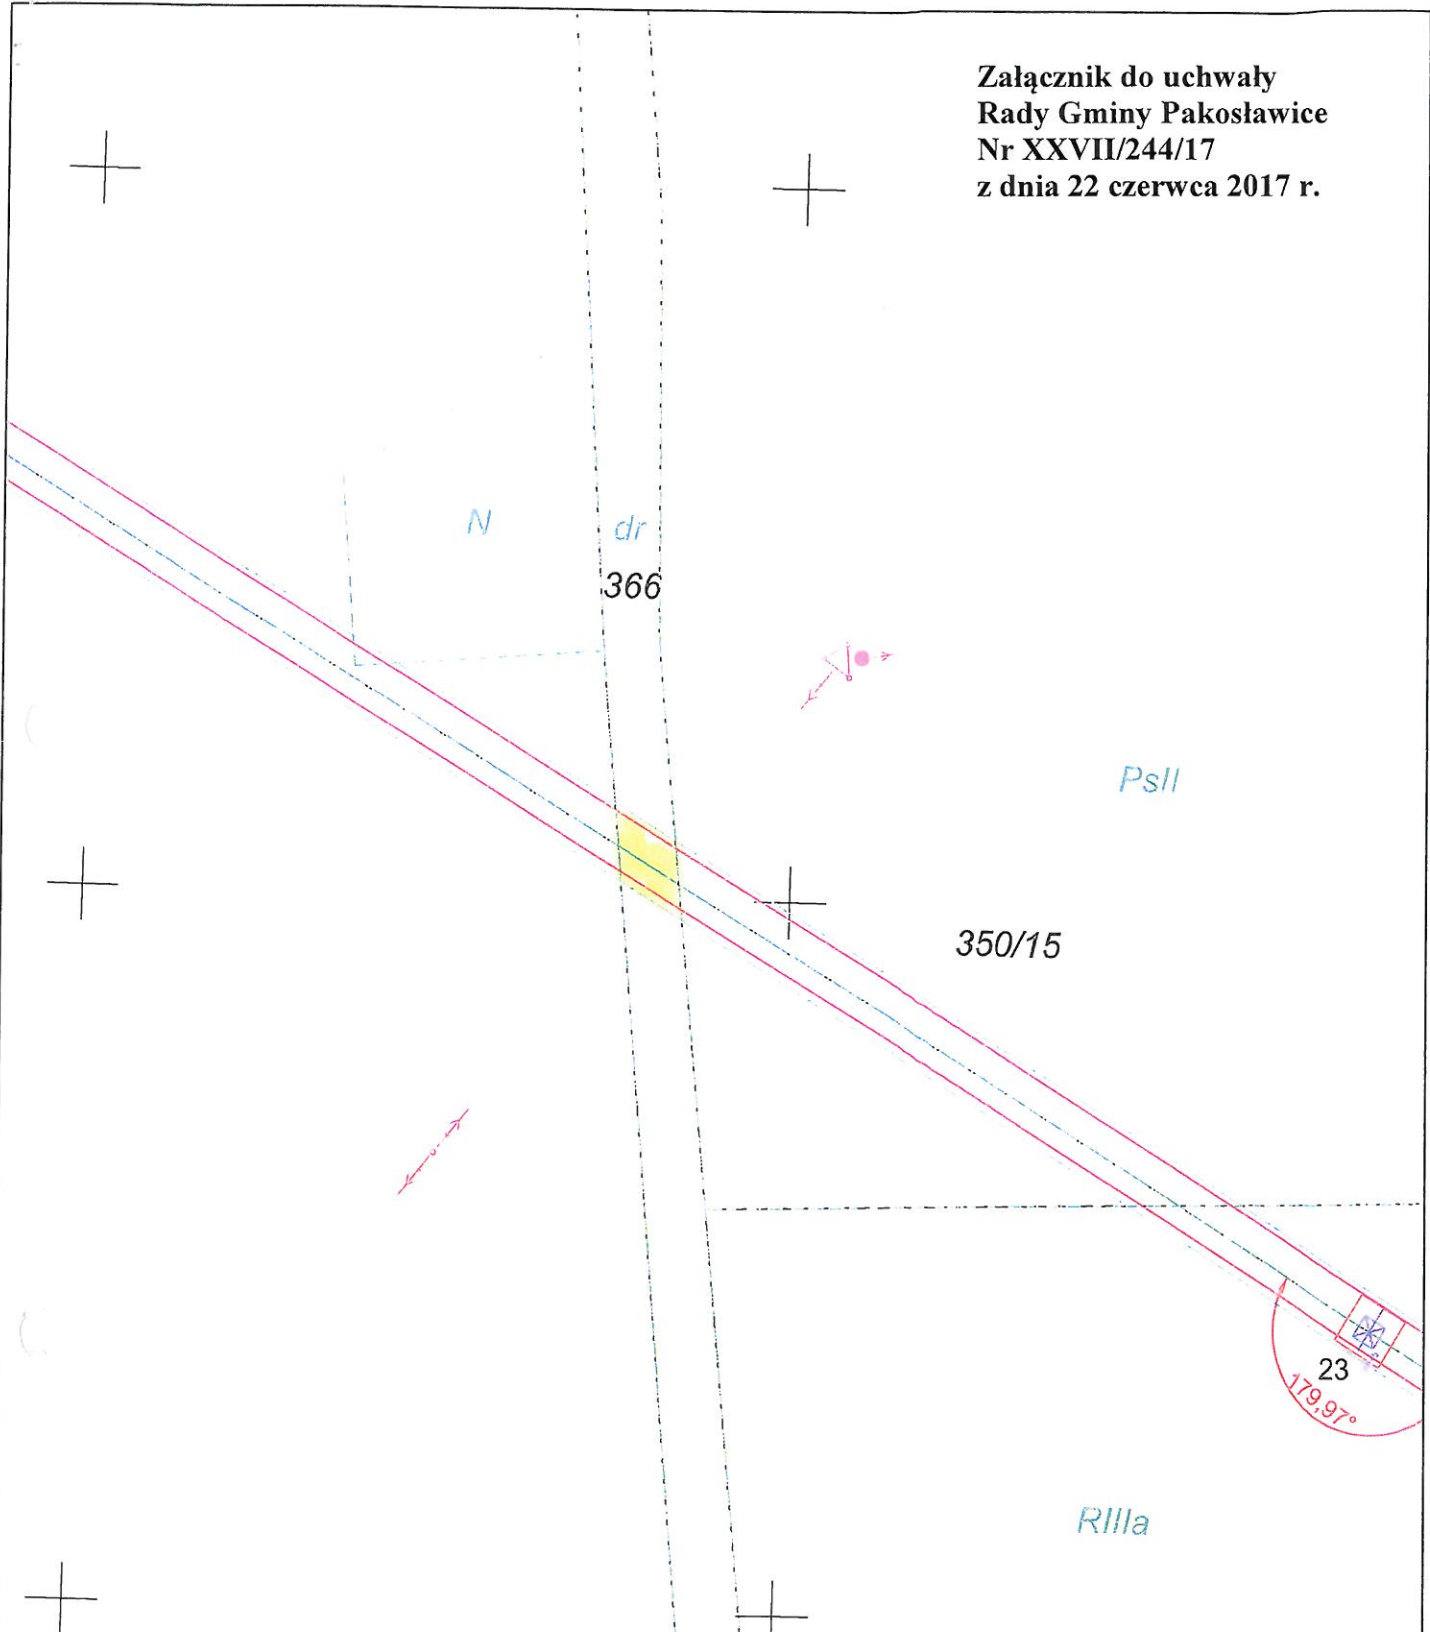 Załącznik do uchwały
Rady Gminy Pakosławice
Nr XXVII/244/17
z dnia 22 czerwca 2017 r.
N
dr
366
PsII
350/15
23
179,97°
RIIIa